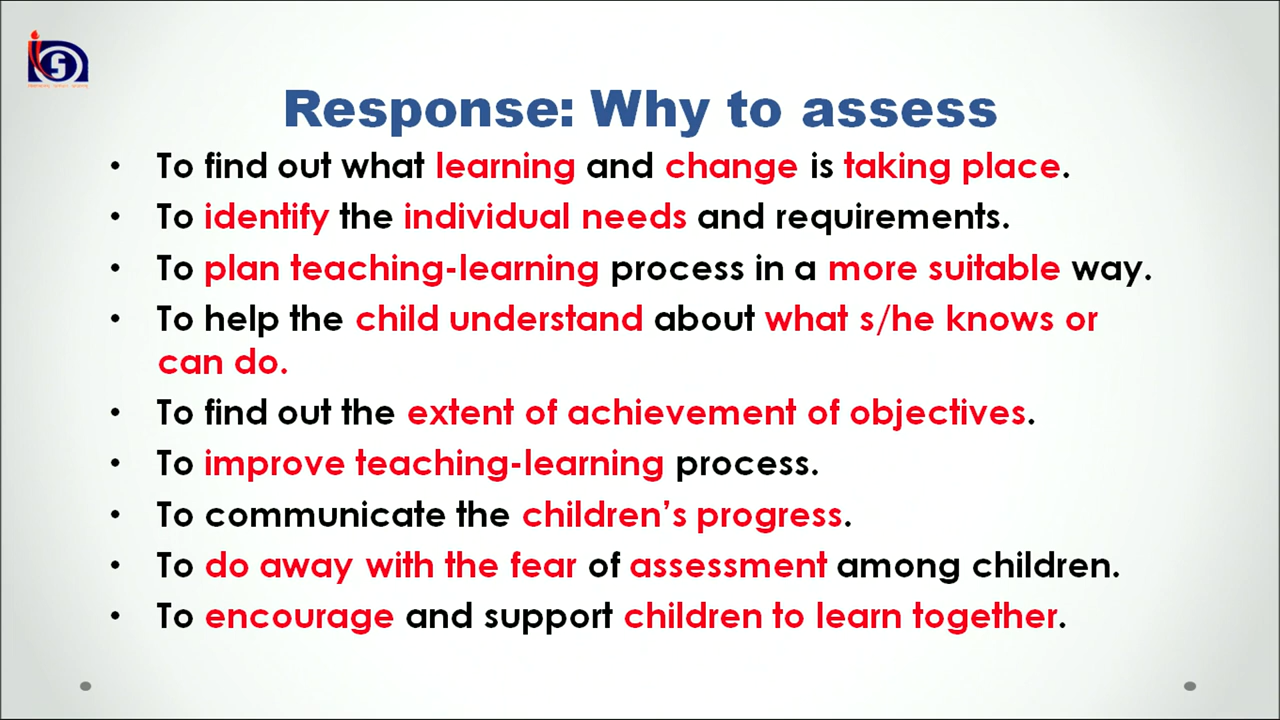 Response: Why to assess
• To find out what learning and change is taking place.
• To identify the individual needs and requirements.
• To plan teaching-learning process in a more suitable way.
• To help the child understand about what s/he knows or
can do.
• To find out the extent of achievement of objectives.
• To improve teaching-learning process.
• To communicate the children's progress.
• To do away with the fear of assessment among children.
• To encourage and support children to learn together.